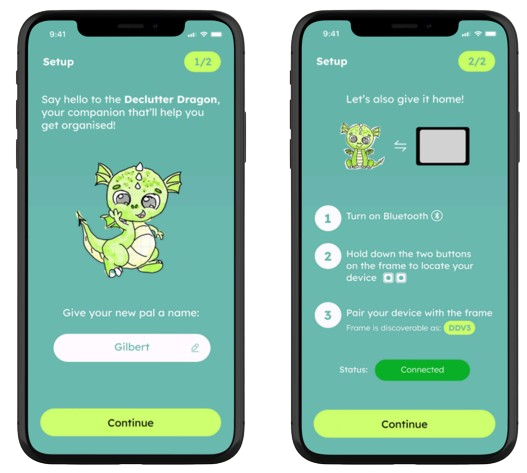 9:41
Setup
1/2
Say hello to the Declutter Dragon,
your companion that'll help you
get organised!
Give your new pal a name:
Gilbert
Continue
9:41
Setup
2/2
Let's also give it home!
1 Turn on Bluetooth
2 Hold down the two buttons
on the frame to locate your
device
3 Pair your device with the frame
Frame is discoverable as: DDV3
Status: Connected
Continue